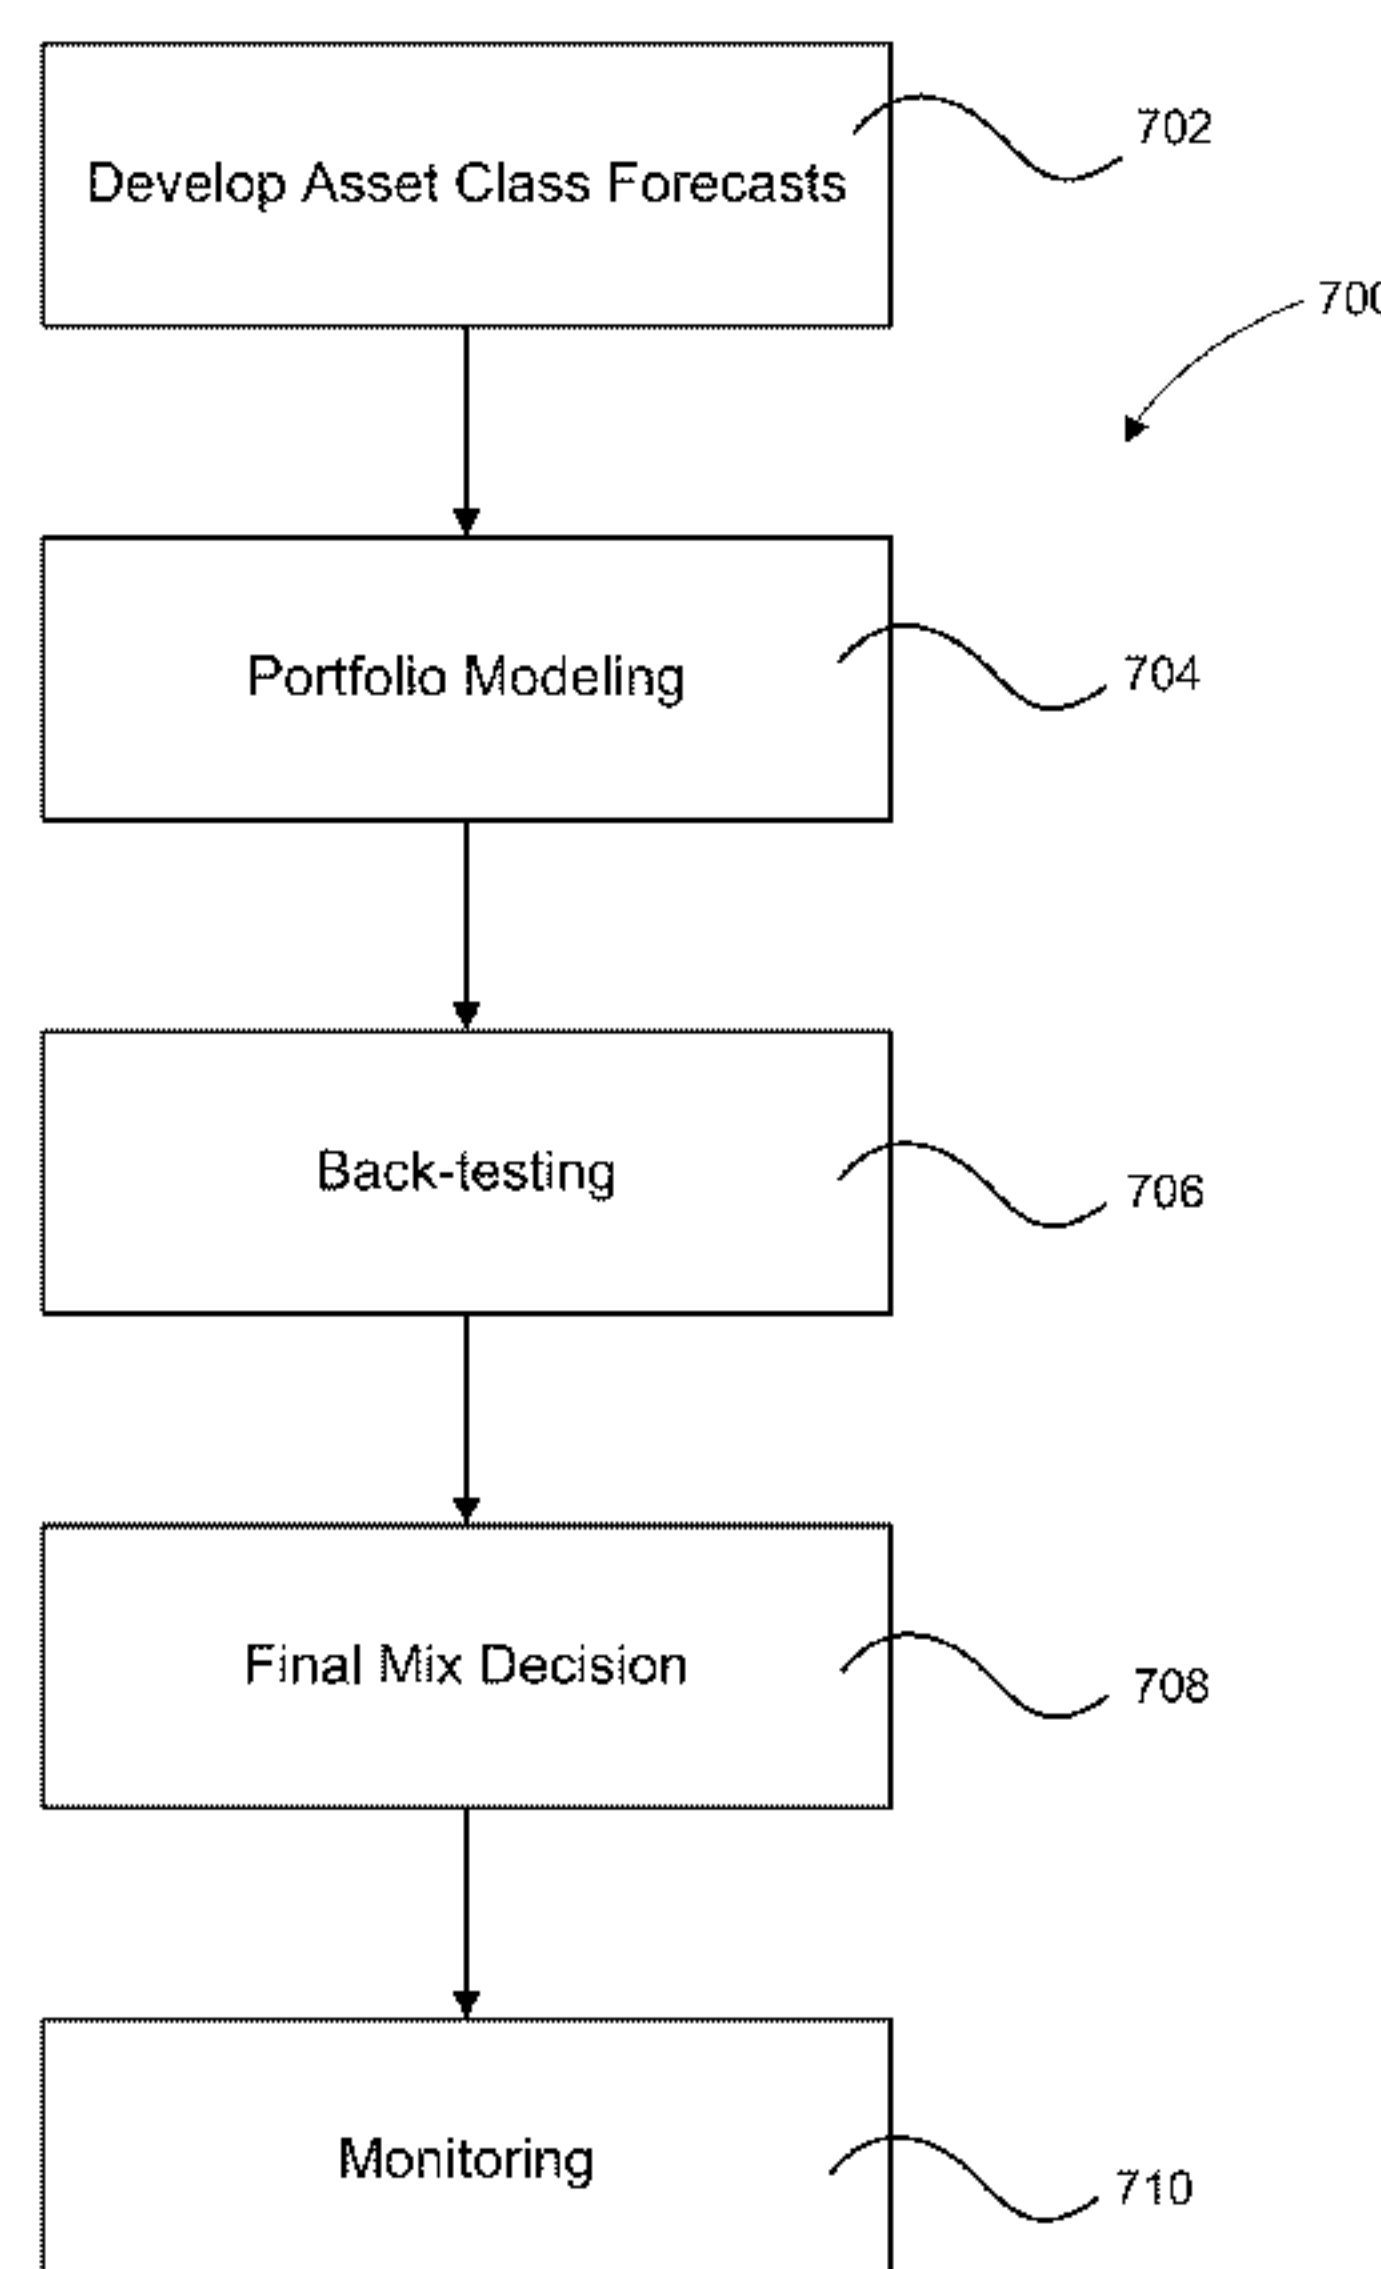 Develop Asset Class Forecasts
702
700
Portfolio Modeling
704
Back-testing
706
Final Mix Decision
708
Monitoring
710